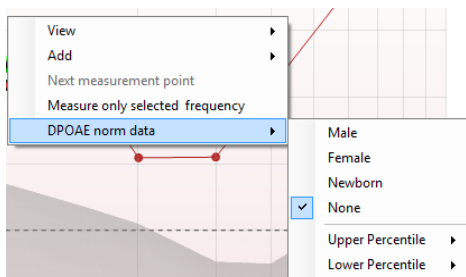 View
Add
Next measurement point
Measure only selected frequency
DPOAE norm data
Male
Female
Newborn
None
Upper Percentile
Lower Percentile